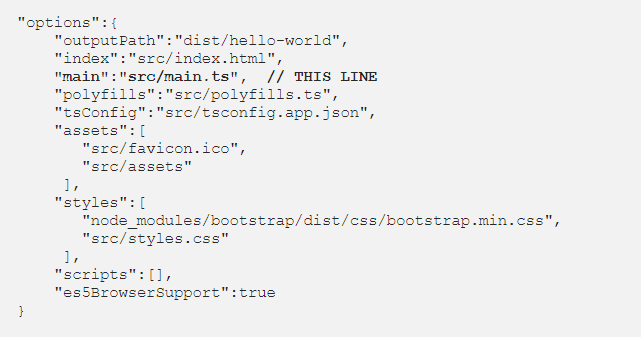 "options":{
"outputPath":"dist/hello-world",
"index":"src/index.html",
"main":"src/main.ts",  // THIS LINE
"polyfills":"src/polyfills.ts",
"tsConfig":"src/tsconfig.app.json",
"assets":[
"src/favicon.ico",
"src/assets"
],
"styles":[
"node_modules/bootstrap/dist/css/bootstrap.min.css",
"src/styles.css"
],
"scripts":[],
"es5BrowserSupport":true
}